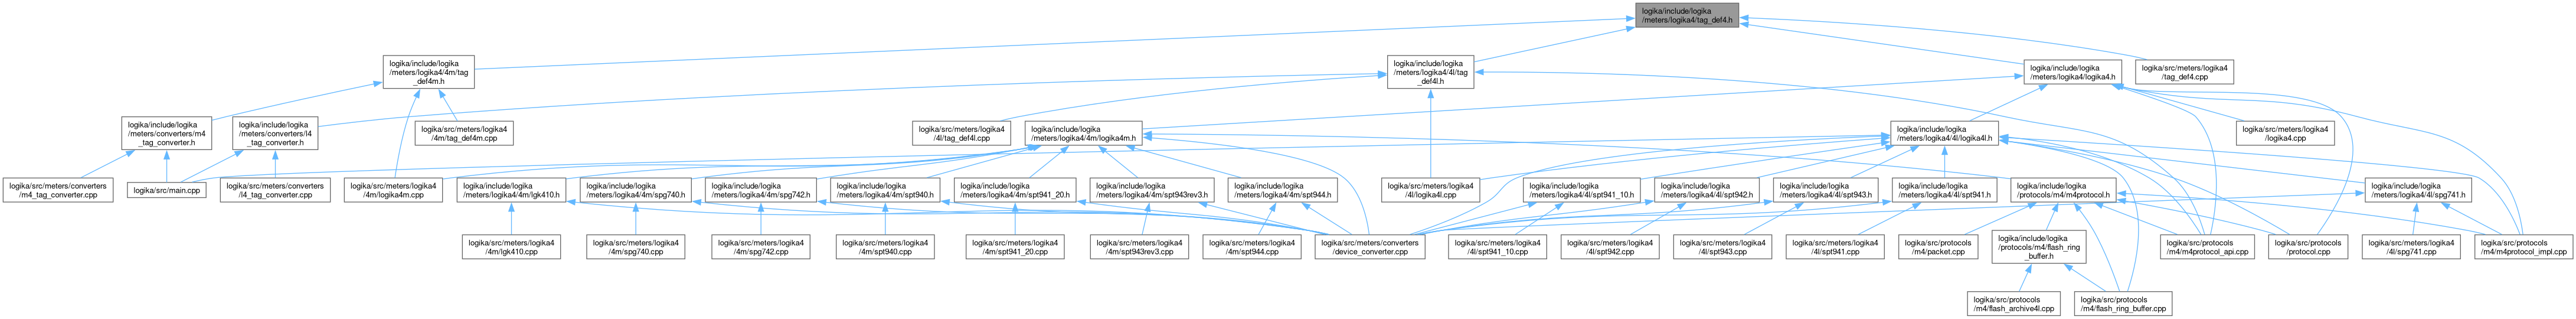 logika/include/logika
/meters/logika4/tag_def4.h
logika/include/logika
/meters/logika4/4m/tag
_def4m.h
logika/include/logika
/meters/logika4/4l/tag
_def4l.h
logika/include/logika
/meters/logika4/logika4.h
logika/src/meters/logika4
/tag_def4.cpp
logika/include/logika
/meters/converters/m4
_tag_converter.h
logika/include/logika
/meters/converters/l4
_tag_converter.h
logika/src/meters/logika4
/4m/tag_def4m.cpp
logika/src/meters/logika4
/4l/tag_def4l.cpp
logika/include/logika
/meters/logika4/4m/logika4m.h
logika/include/logika
/meters/logika4/4l/logika4l.h
logika/src/meters/logika4
/logika4.cpp
logika/src/meters/converters
/m4_tag_converter.cpp
logika/src/main.cpp
logika/src/meters/converters
/l4_tag_converter.cpp
logika/src/meters/logika4
/4m/logika4m.cpp
logika/include/logika
/meters/logika4/4m/lgk410.h
logika/include/logika
/meters/logika4/4m/spg740.h
logika/include/logika
/meters/logika4/4m/spg742.h
logika/include/logika
/meters/logika4/4m/spt940.h
logika/include/logika
/meters/logika4/4m/spt941_20.h
logika/include/logika
/meters/logika4/4m/spt943rev3.h
logika/include/logika
/meters/logika4/4m/spt944.h
logika/src/meters/logika4
/4l/logika4l.cpp
logika/include/logika
/meters/logika4/4l/spt941_10.h
logika/include/logika
/meters/logika4/4l/spt942.h
logika/include/logika
/meters/logika4/4l/spt943.h
logika/include/logika
/meters/logika4/4l/spt941.h
logika/include/logika
/protocols/m4/m4protocol.h
logika/include/logika
/meters/logika4/4l/spg741.h
logika/src/meters/logika4
/4m/lgk410.cpp
logika/src/meters/logika4
/4m/spg740.cpp
logika/src/meters/logika4
/4m/spg742.cpp
logika/src/meters/logika4
/4m/spt940.cpp
logika/src/meters/logika4
/4m/spt941_20.cpp
logika/src/meters/logika4
/4m/spt943rev3.cpp
logika/src/meters/logika4
/4m/spt944.cpp
logika/src/meters/converters
/device_converter.cpp
logika/src/meters/logika4
/4l/spt941_10.cpp
logika/src/meters/logika4
/4l/spt942.cpp
logika/src/meters/logika4
/4l/spt943.cpp
logika/src/meters/logika4
/4l/spt941.cpp
logika/src/protocols
/m4/packet.cpp
logika/include/logika
/protocols/m4/flash_ring
_buffer.h
logika/src/protocols
/m4/m4protocol_api.cpp
logika/src/protocols
/protocol.cpp
logika/src/meters/logika4
/4l/spg741.cpp
logika/src/protocols
/m4/m4protocol_impl.cpp
logika/src/protocols
/m4/flash_archive4l.cpp
logika/src/protocols
/m4/flash_ring_buffer.cpp